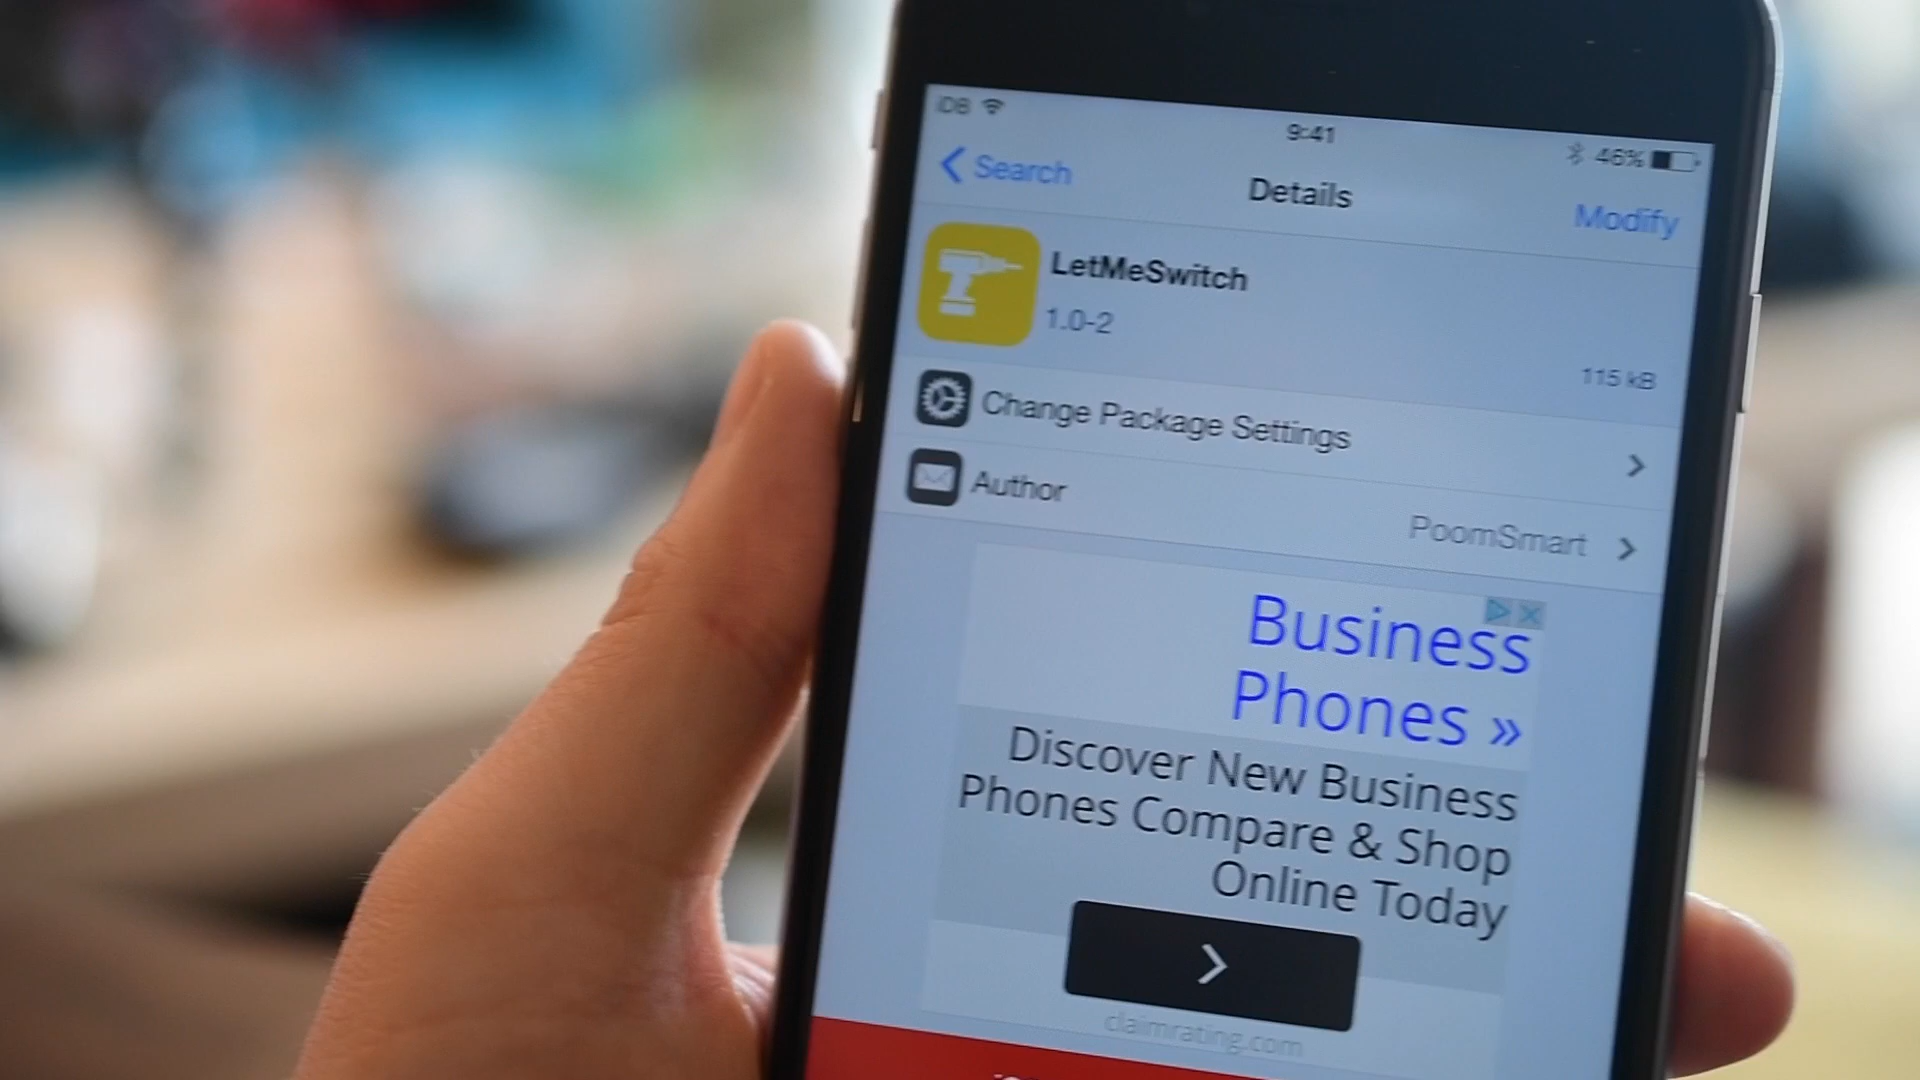 iDB
9:41
46%
Search
Details
Modify
LetMeSwitch
1.0-2
115 kB
Change Package Settings
Author
PoomSmart
Business
Phones »
Discover New Business
Phones Compare & Shop
Online Today
claimrating.com